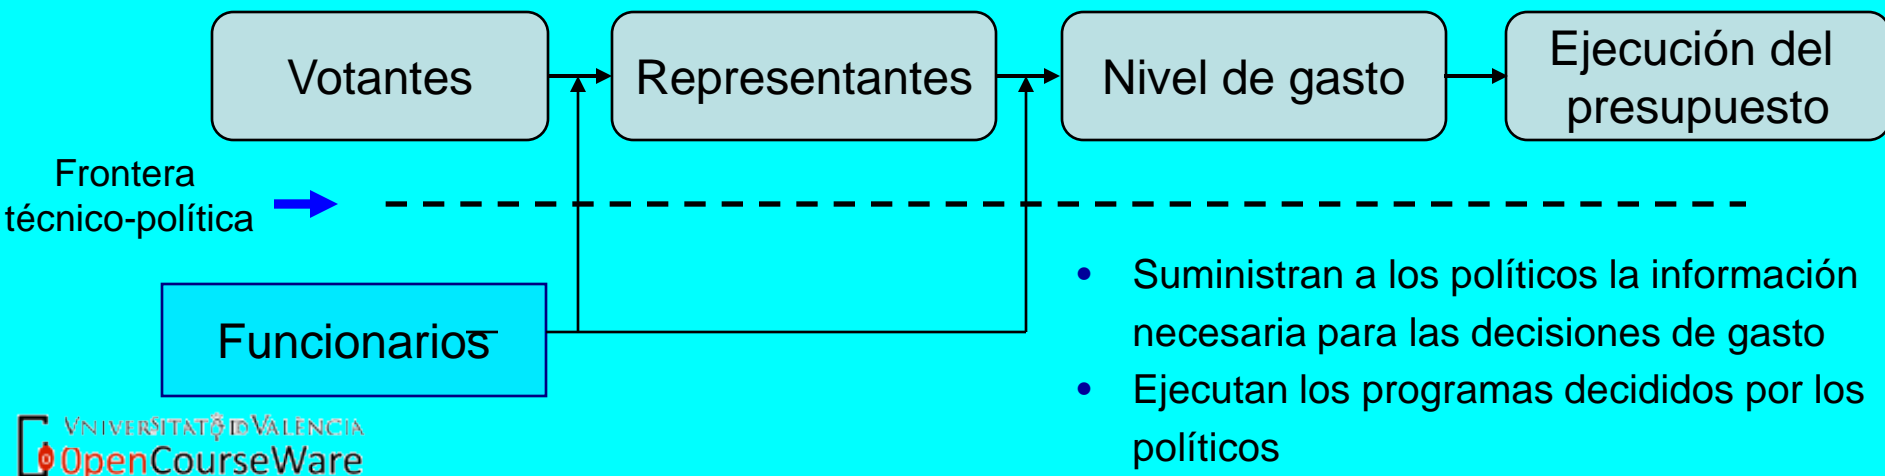 Votantes
Representantes
Nivel de gasto
Ejecución del
presupuesto
Frontera
técnico-política
Funcionarios
• Suministran a los políticos la información
necesaria para las decisiones de gasto
• Ejecutan los programas decididos por los
políticos
VNIVERSITAT ID VALÈNCIA
OpenCourseWare